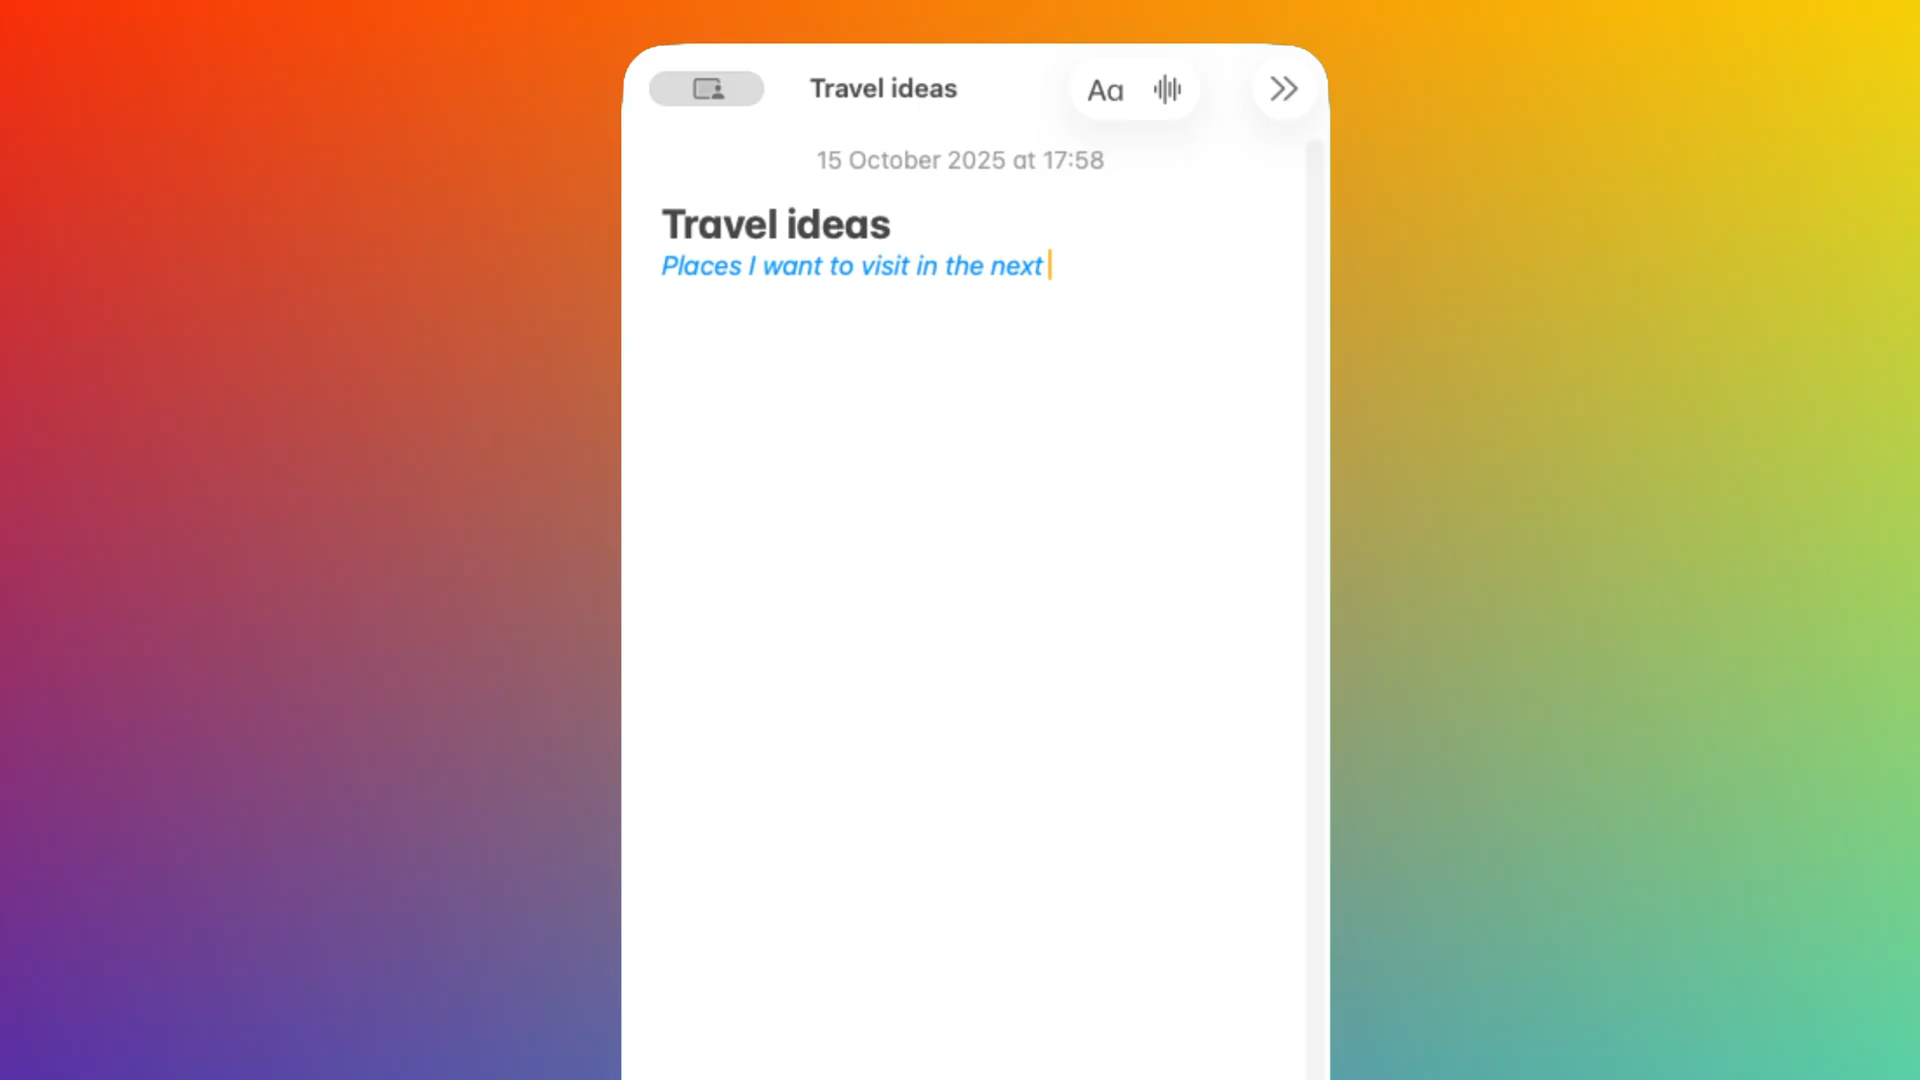 Travel ideas
Aa
15 October 2025 at 17:58
Travel ideas
Places I want to visit in the next